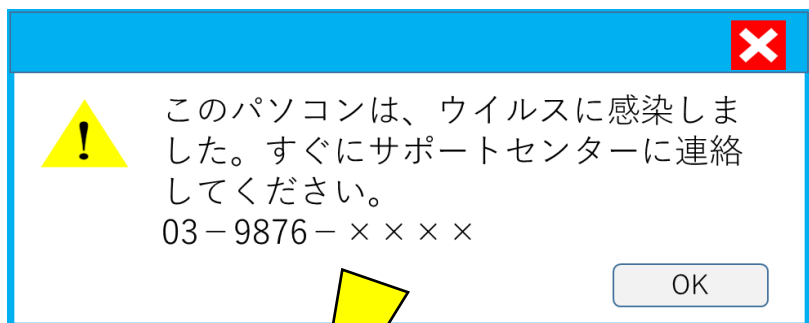 このパソコンは、ウイルスに感染しま
した。すぐにサポートセンターに連絡
してください。
03－9876－××××
OK